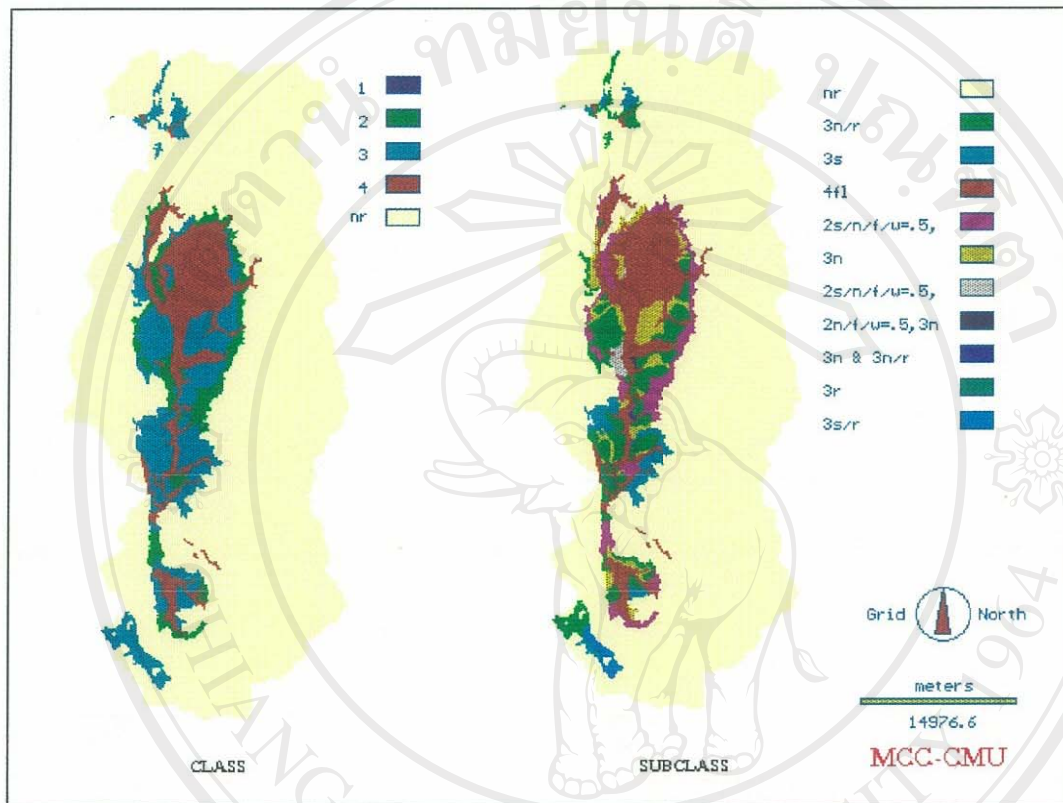 1
2
3
4
nr
CLASS
nr
3n/r
3s
4f1
2s/n/f/w=.5,
3n
2s/n/f/w=.5,
2n/f/w=.5,3n
3n & 3n/r
3r
3s/r
SUBCLASS
Grid North
meters
14976.6
MCC-CMU